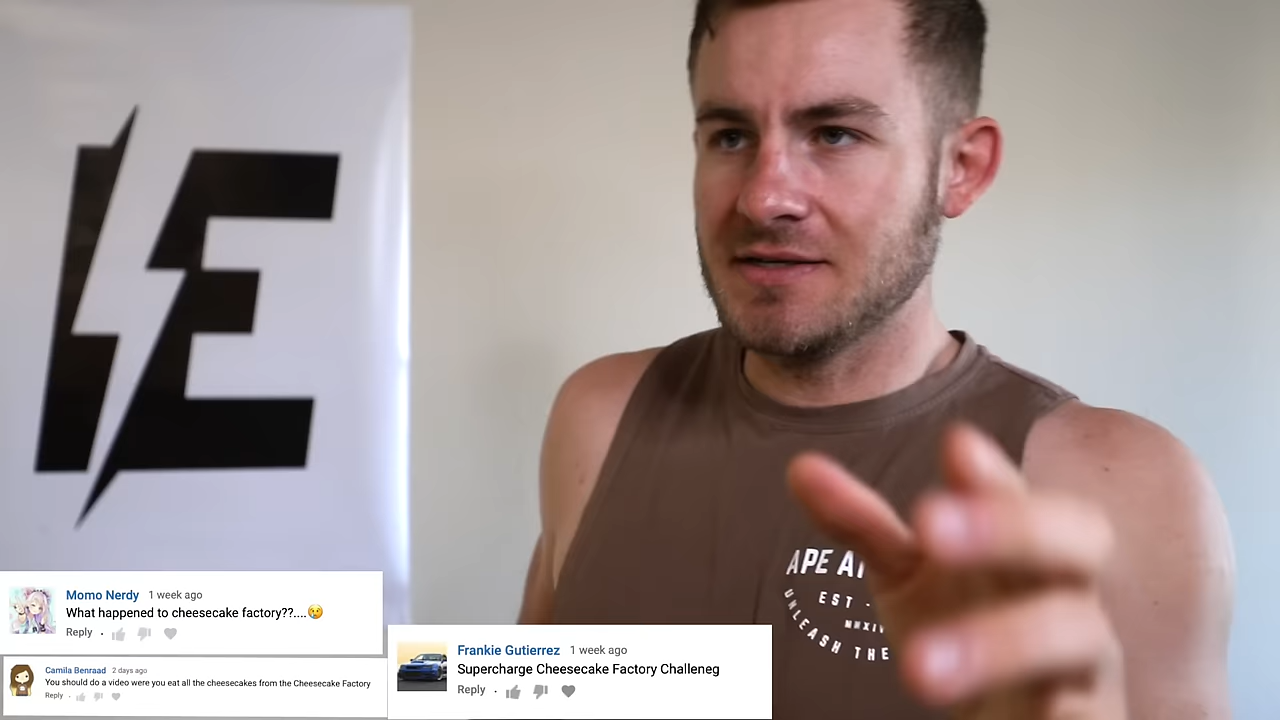 E
APE
EST -
MMXIV
UNLEASH THE
Momo Nerdy 1 week ago
What happened to cheesecake factory??....😢
Reply
Camila Benraad 2 days ago
You should do a video were you eat all the cheesecakes from the Cheesecake Factory
Reply
Frankie Gutierrez 1 week ago
Supercharge Cheesecake Factory Challeneg
Reply